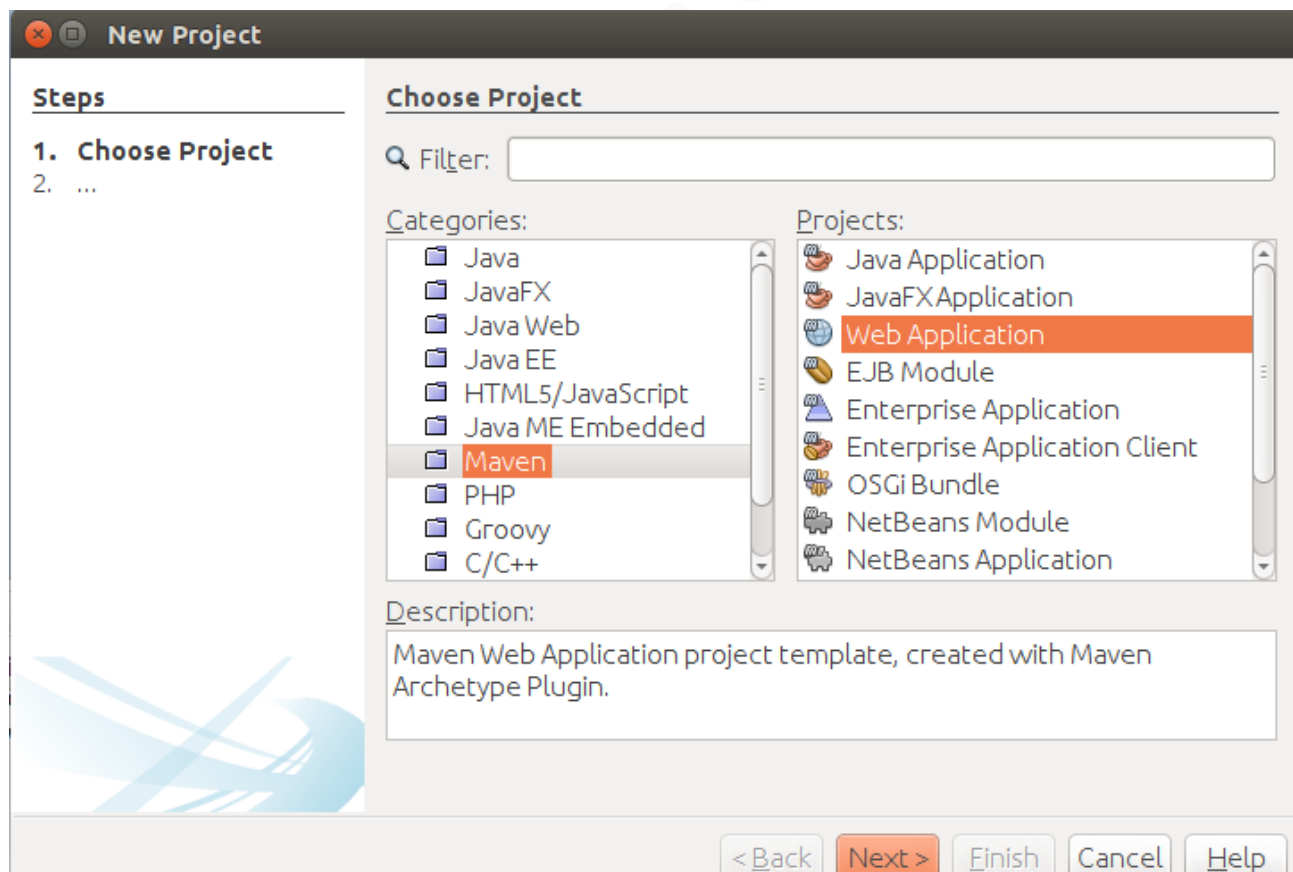 New Project
Steps
1. Choose Project
2. ...
Choose Project
Filter:
Categories:
Java
JavaFX
Java Web
Java EE
HTML5/JavaScript
Java ME Embedded
Maven
PHP
Groovy
C/C++
Projects:
Java Application
JavaFX Application
Web Application
EJB Module
Enterprise Application
Enterprise Application Client
OSGi Bundle
NetBeans Module
NetBeans Application
Description:
Maven Web Application project template, created with Maven
Archetype Plugin.
< Back Next > Finish Cancel Help